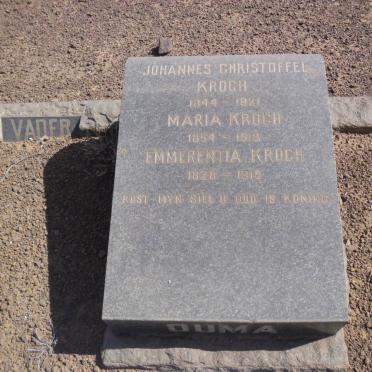 JOHANNES CHRISTOFFEL
KROGH
1844 - 1921
MARIA KROGH
1854 - 1913
EMMERENTIA KROGH
1828 - 1915
RUST MYN SIEL U GOD IS KONING
VADER
OUMA